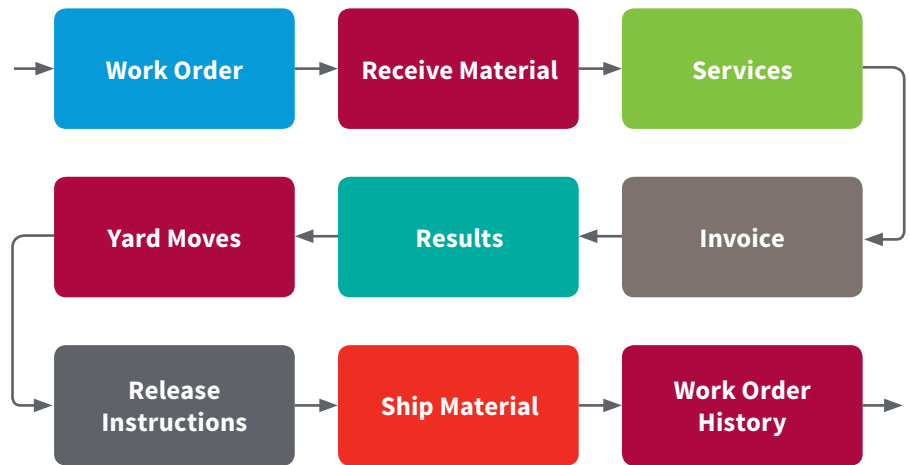 Work Order
Receive Material
Services
Yard Moves
Results
Invoice
Release
Instructions
Ship Material
Work Order
History